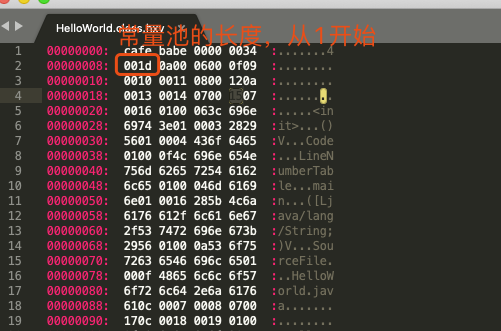 HelloWorld.class
常量池的长度，从1开始
1 00000000: cafe babe 0000 0034 :.......4
2 00000008: 001d 0a00 0600 0f09 :........
3 00000010: 0010 0011 0800 120a :........
4 00000018: 0013 0014 0700 07 :........
5 00000020: 0016 0100 063c 696e :.....<in
6 00000028: 6974 3e01 0003 2829 :it>...()
7 00000030: 5601 0004 436f 6465 :V...Code
8 00000038: 0100 0f4c 696e 654e :...LineN
9 00000040: 756d 6265 7254 6162 :umberTab
10 00000048: 6c65 0100 046d 6169 :le...mai
11 00000050: 6e01 0016 285b 4c6a :n...([Lj
12 00000058: 6176 612f 6c61 6e67 :ava/lang
13 00000060: 2f53 7472 696e 673b :/String;
14 00000068: 2956 0100 0a53 6f75 :)V...Sou
15 00000070: 7263 6546 696c 6501 :rceFile.
16 00000078: 000f 4865 6c6c 6f57 :..HelloW
17 00000080: 6f72 6c64 2e6a 6176 :orld.jav
18 00000088: 610c 0007 0008 0700 :a.......
19 00000090: 170c 0018 0019 0100 :........